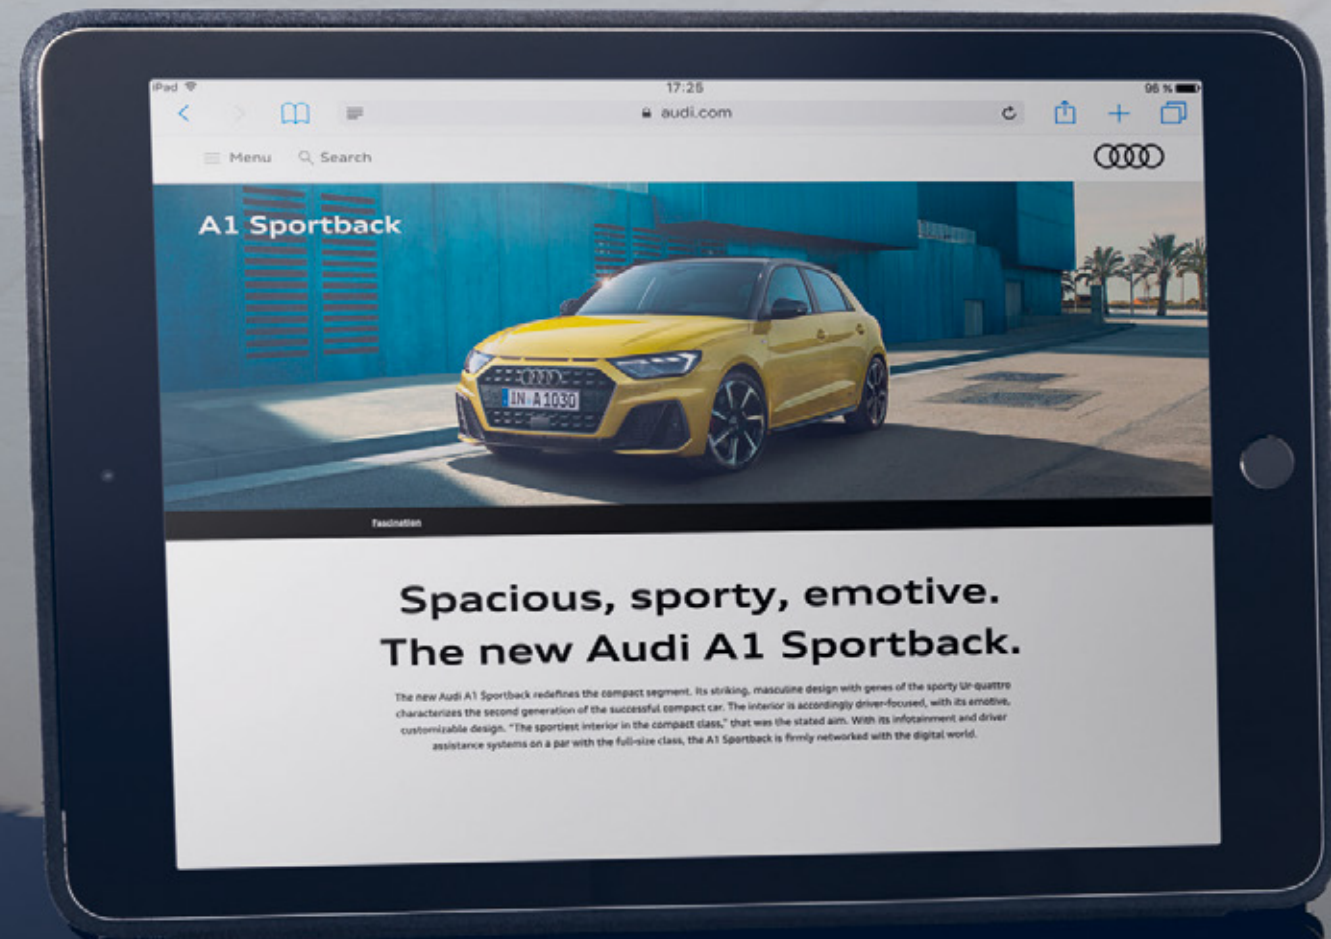 iPad
17:25
96 %
audi.com
Menu
Search
A1 Sportback
IN A 1030
Fascination
Spacious, sporty, emotive.
The new Audi A1 Sportback.
The new Audi A1 Sportback redefines the compact segment. Its striking, masculine design with genes of the sporty Ur-quattro
characterizes the second generation of the successful compact car. The interior is accordingly driver-focused, with its emotive,
customizable design. "The sportiest interior in the compact class," that was the stated aim. With its infotainment and driver
assistance systems on a par with the full-size class, the A1 Sportback is firmly networked with the digital world.